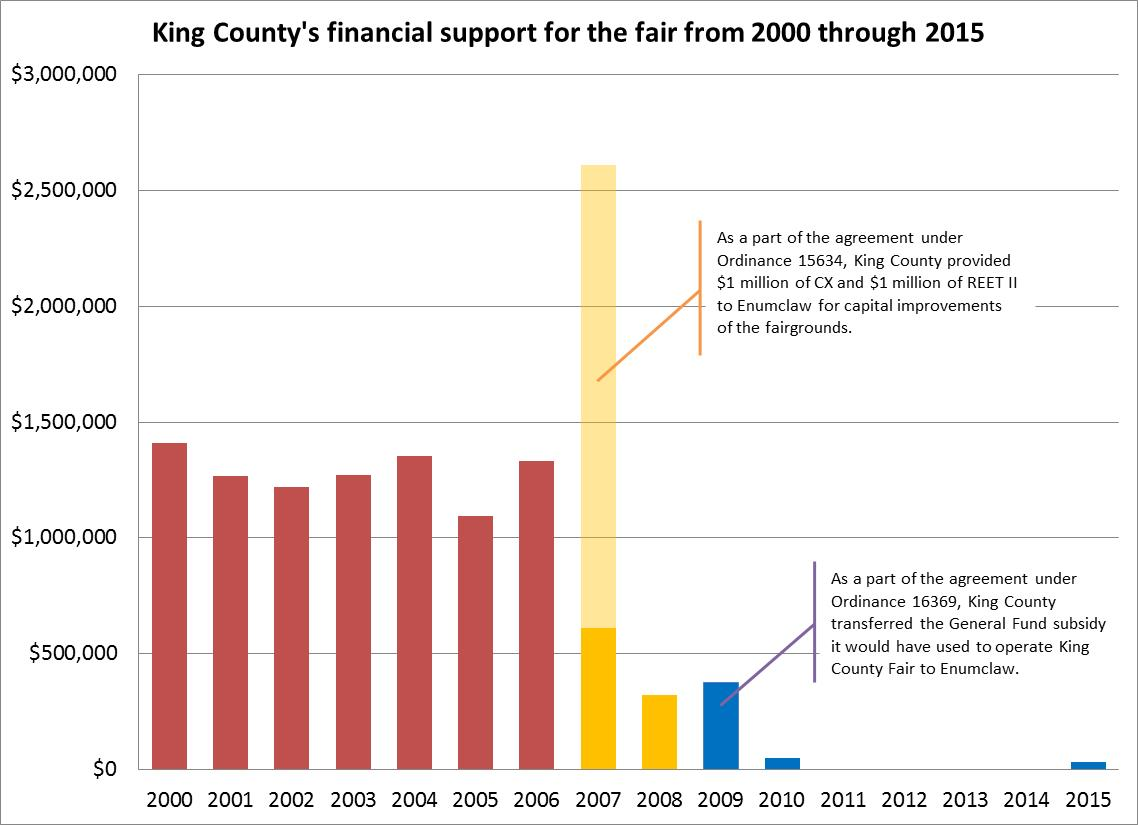 King County's financial support for the fair from 2000 through 2015
$3,000,000
$2,500,000
$2,000,000
$1,500,000
$1,000,000
$500,000
$0
As a part of the agreement under
Ordinance 15634, King County provided
$1 million of CX and $1 million of REET II
to Enumclaw for capital improvements
of the fairgrounds.
As a part of the agreement under
Ordinance 16369, King County
transferred the General Fund subsidy
it would have used to operate King
County Fair to Enumclaw.
2000 2001 2002 2003 2004 2005 2006 2007 2008 2009 2010 2011 2012 2013 2014 2015